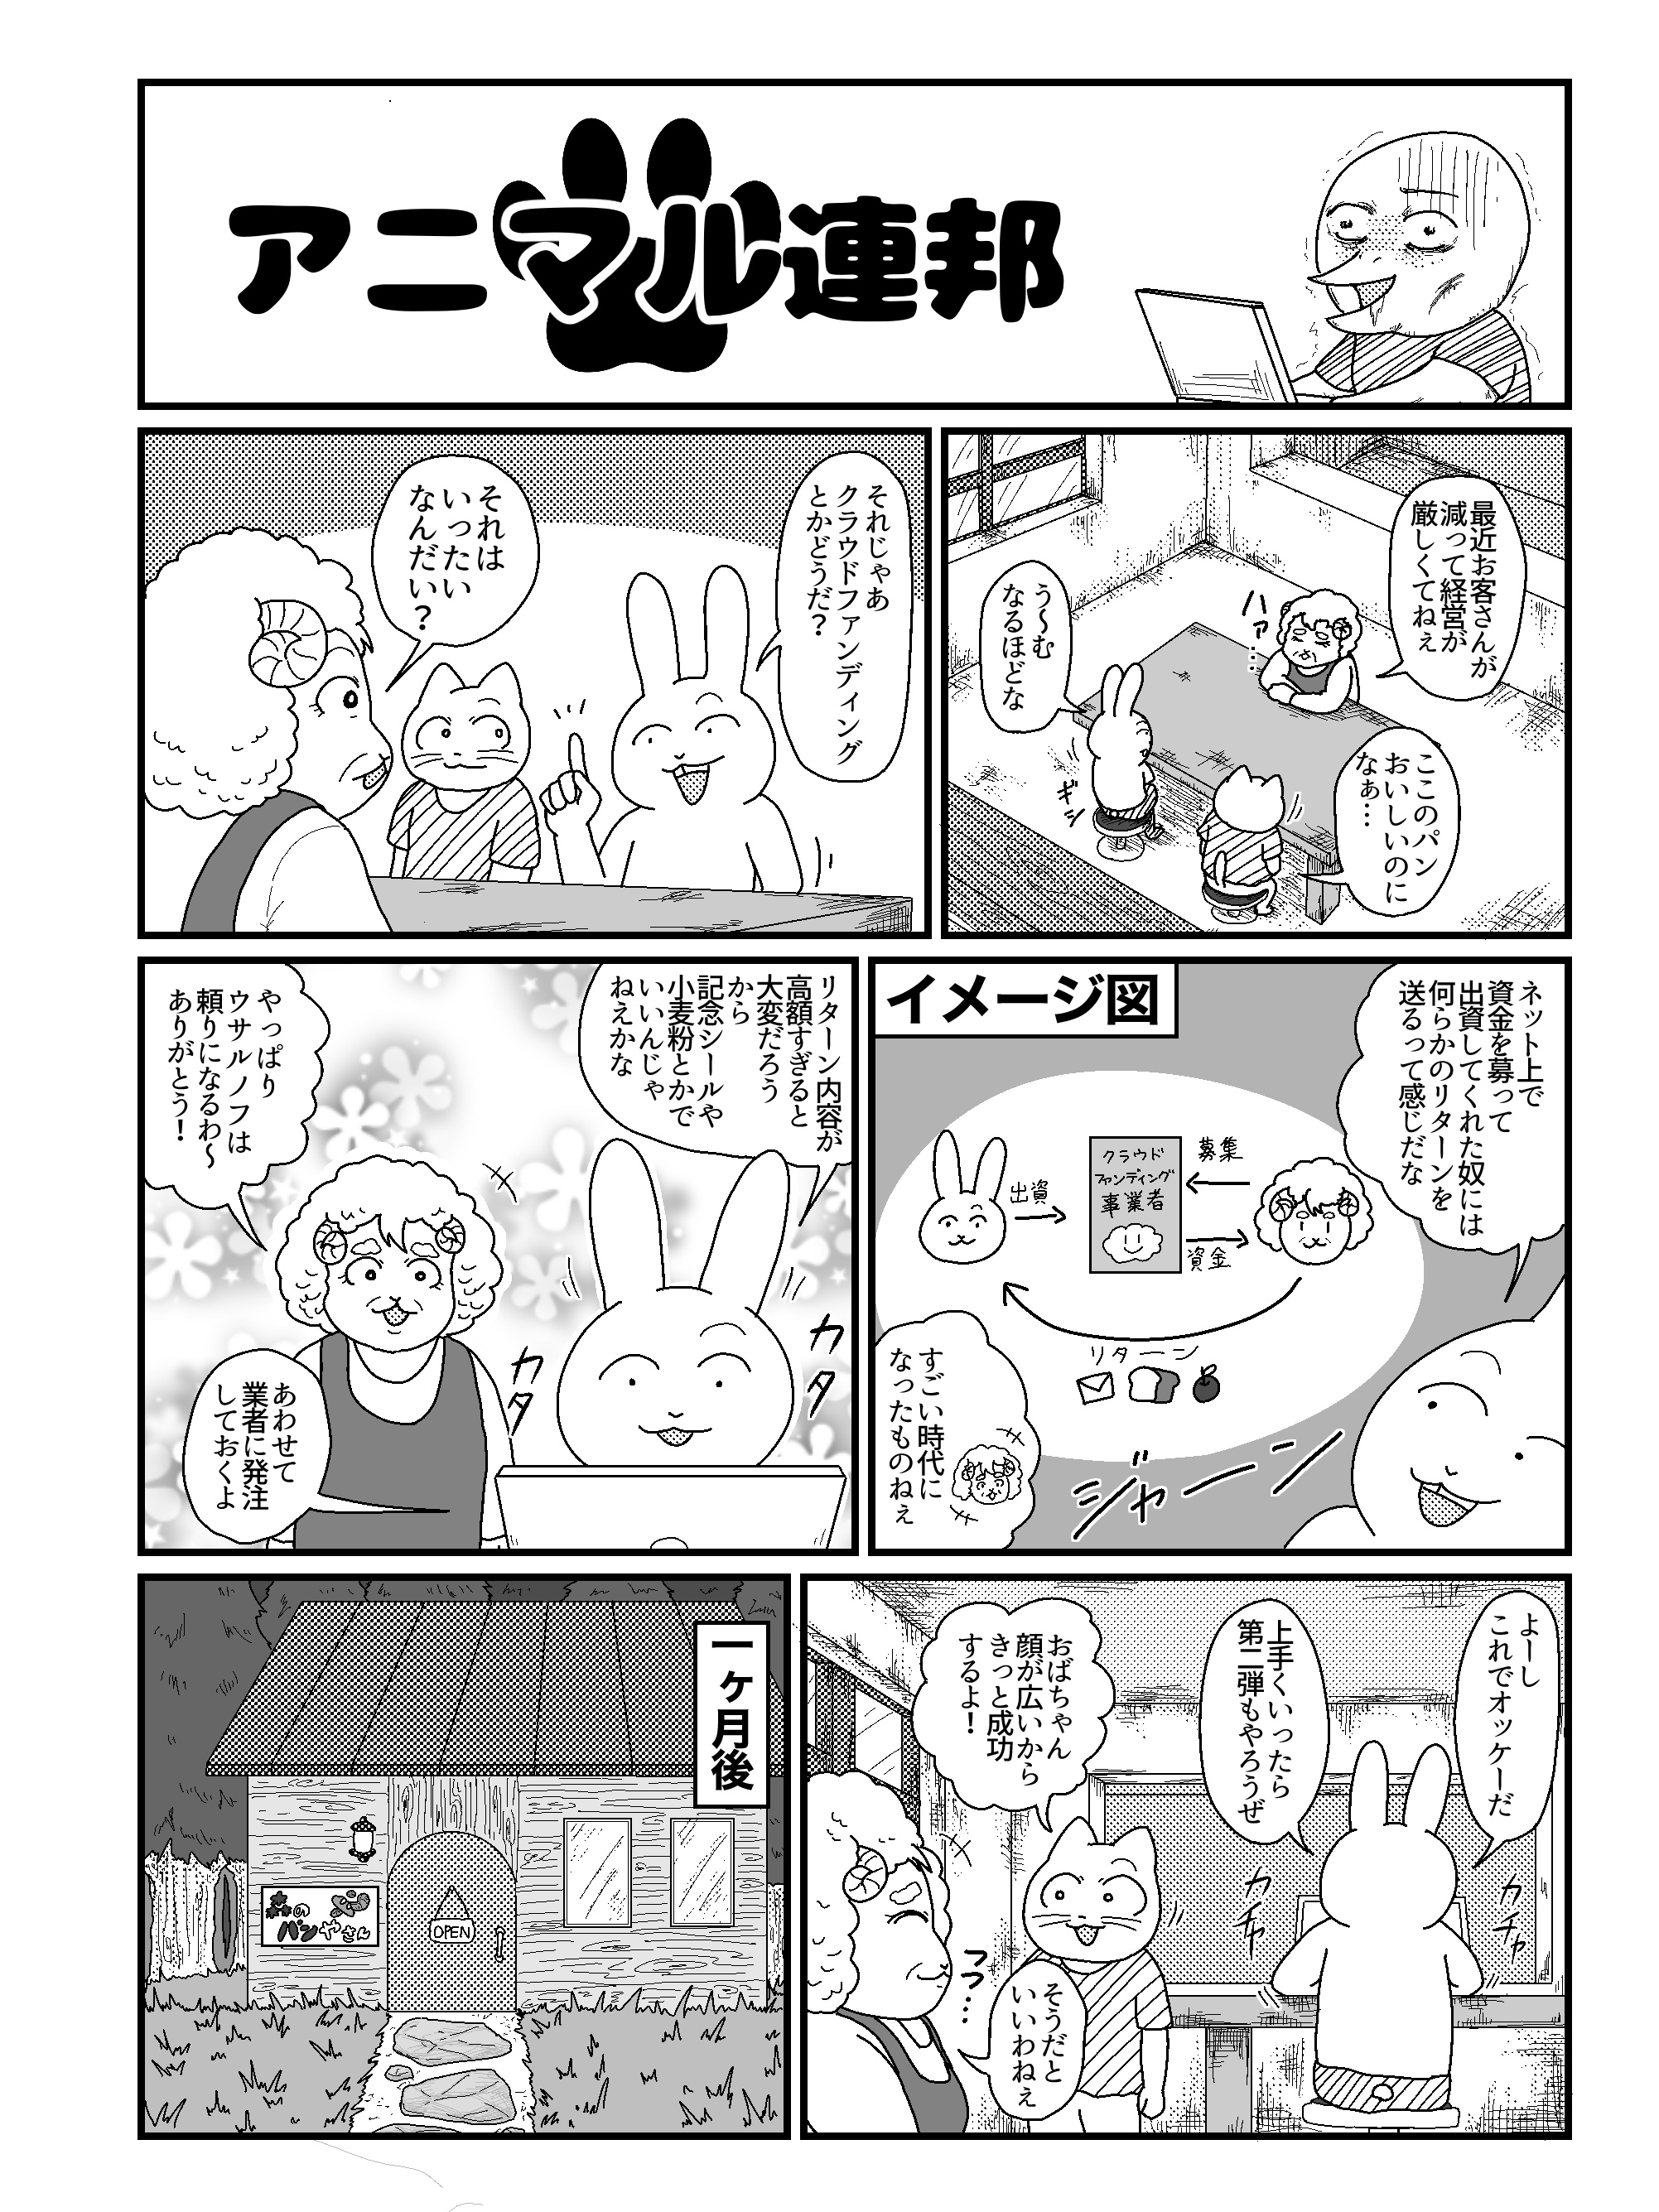 アニマル連邦
最近お客さんが
減って経営が
厳しくてねぇ
ハァ…
う〜む
なるほどな
ギシ
ここのパン
おいしいのに
なぁ…
それじゃあ
クラウドファンディング
とかどうだ？
それは
いったい
なんだい？
ネット上で
資金を募って
出資してくれた奴には
何らかのリターンを
送るって感じだな
イメージ図
募集
クラウド
ファンディング
事業者
出資
資金
リターン
ジャーン
すごい時代に
なったものねぇ
リターン内容が
高額すぎると
大変だろう
から
記念シールや
小麦粉とかで
いいんじゃ
ねえかな
カタ
カタ
やっぱり
ウサルノフは
頼りになるわ〜
ありがとう！
あわせて
業者に発注
しておくよ
よーし
これでオッケーだ
上手くいったら
第二弾もやろうぜ
カチャ
カチャ
おばちゃん
顔が広いから
きっと成功
するよ！
フフ…
そうだと
いいわねぇ
一ヶ月後
森の
パンやさん
OPEN